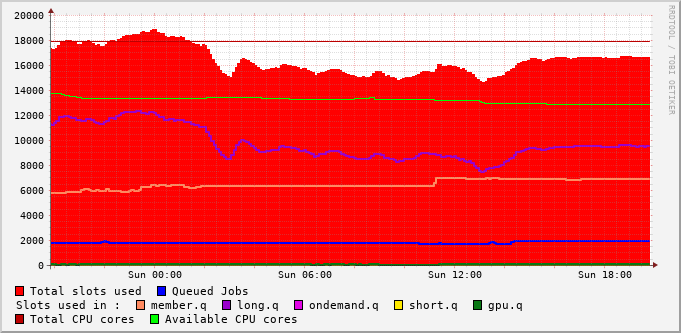 20000
18000
16000
14000
12000
10000
8000
6000
4000
2000
0
Sun 00:00 Sun 06:00 Sun 12:00 Sun 18:00
Total slots used Queued Jobs
Slots used in : member.q long.q ondemand.q short.q gpu.q
Total CPU cores Available CPU cores
RRDTOOL / TOBI OETIKER